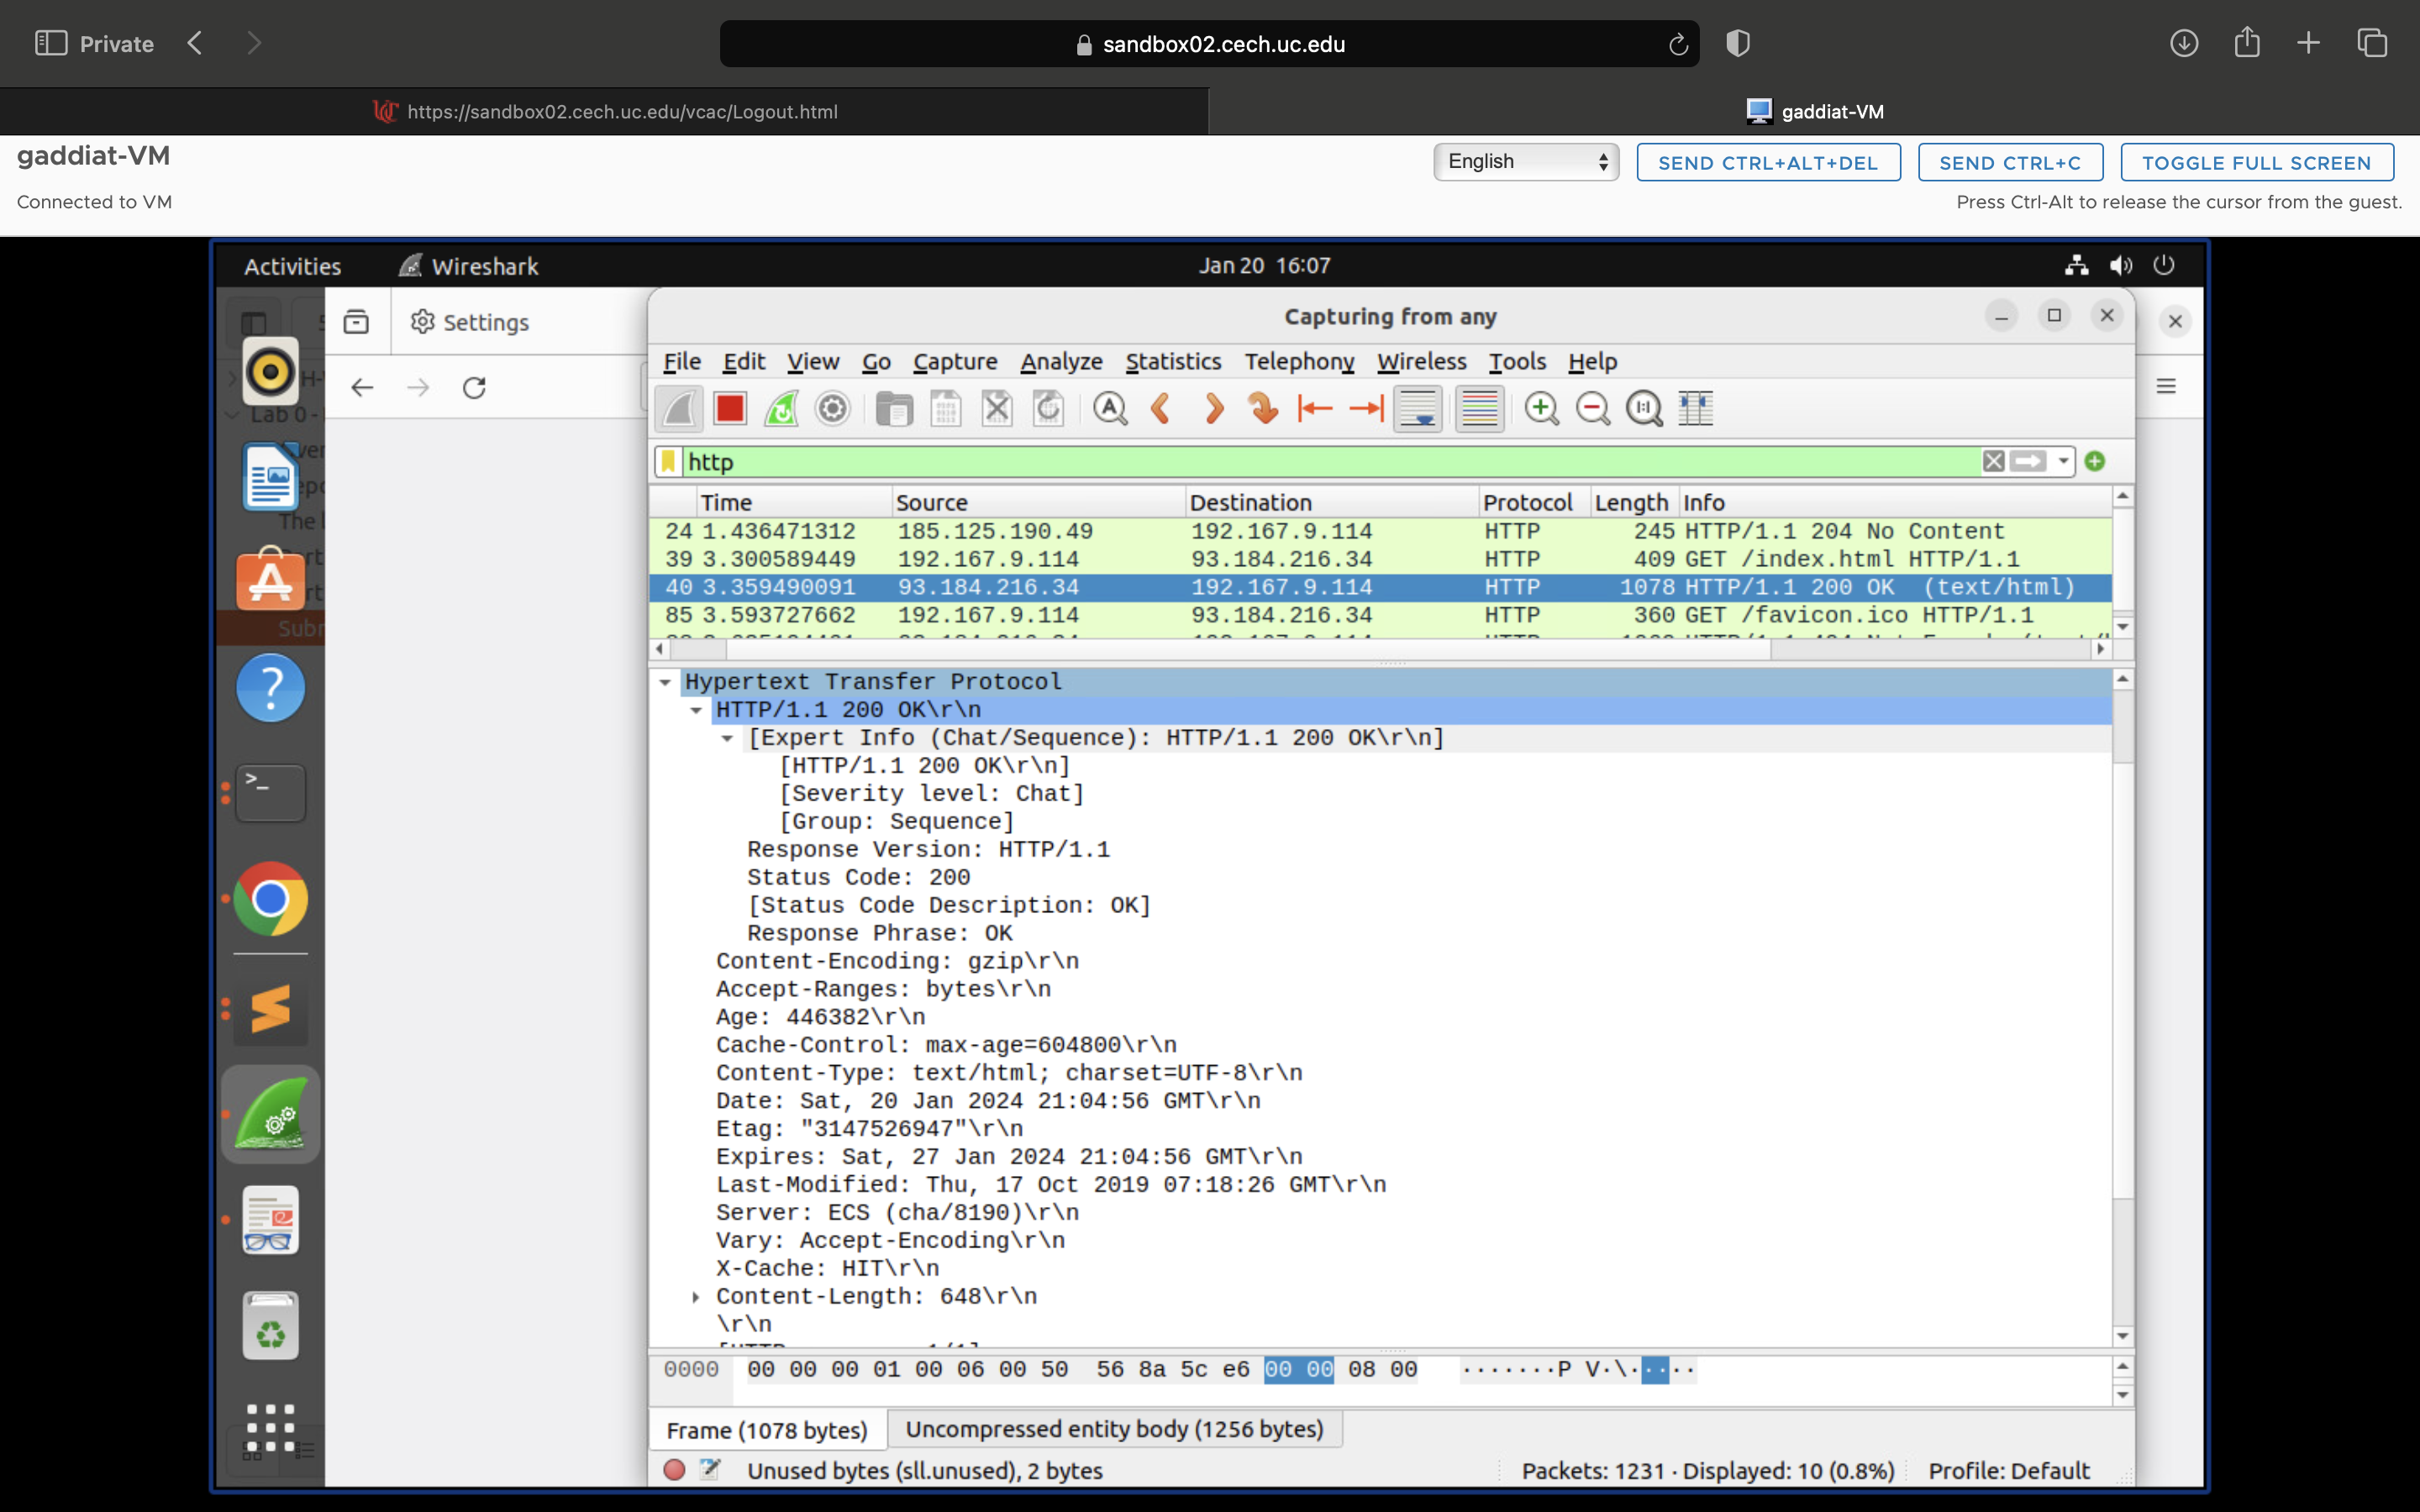 Private
sandbox02.cech.uc.edu
https://sandbox02.cech.uc.edu/vcac/Logout.html
gaddiat-VM
gaddiat-VM
English
SEND CTRL+ALT+DEL
SEND CTRL+C
TOGGLE FULL SCREEN
Connected to VM
Press Ctrl-Alt to release the cursor from the guest.
Activities
Wireshark
Jan 20 16:07
Settings
Capturing from any
File Edit View Go Capture Analyze Statistics Telephony Wireless Tools Help
http
Time Source Destination Protocol Length Info
24 1.436471312 185.125.190.49 192.167.9.114 HTTP 245 HTTP/1.1 204 No Content
39 3.300589449 192.167.9.114 93.184.216.34 HTTP 409 GET /index.html HTTP/1.1
40 3.359490091 93.184.216.34 192.167.9.114 HTTP 1078 HTTP/1.1 200 OK (text/html)
85 3.593727662 192.167.9.114 93.184.216.34 HTTP 360 GET /favicon.ico HTTP/1.1
Lab 0 -
The
Hypertext Transfer Protocol
HTTP/1.1 200 OK\r\n
[Expert Info (Chat/Sequence): HTTP/1.1 200 OK\r\n]
[HTTP/1.1 200 OK\r\n]
[Severity level: Chat]
[Group: Sequence]
Response Version: HTTP/1.1
Status Code: 200
[Status Code Description: OK]
Response Phrase: OK
Content-Encoding: gzip\r\n
Accept-Ranges: bytes\r\n
Age: 446382\r\n
Cache-Control: max-age=604800\r\n
Content-Type: text/html; charset=UTF-8\r\n
Date: Sat, 20 Jan 2024 21:04:56 GMT\r\n
Etag: "3147526947"\r\n
Expires: Sat, 27 Jan 2024 21:04:56 GMT\r\n
Last-Modified: Thu, 17 Oct 2019 07:18:26 GMT\r\n
Server: ECS (cha/8190)\r\n
Vary: Accept-Encoding\r\n
X-Cache: HIT\r\n
Content-Length: 648\r\n
\r\n
0000 00 00 00 01 00 06 00 50 56 8a 5c e6 00 00 08 00 ·······P V·\·····
Frame (1078 bytes)
Uncompressed entity body (1256 bytes)
Unused bytes (sll.unused), 2 bytes
Packets: 1231 · Displayed: 10 (0.8%)
Profile: Default